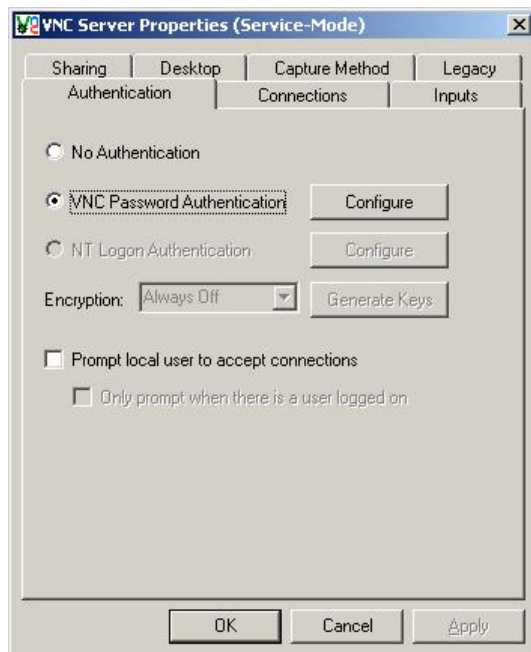 VNC Server Properties (Service-Mode)
Sharing Desktop Capture Method Legacy
Authentication Connections Inputs
No Authentication
VNC Password Authentication Configure
NT Logon Authentication Configure
Encryption: Always Off Generate Keys
Prompt local user to accept connections
Only prompt when there is a user logged on
OK Cancel Apply